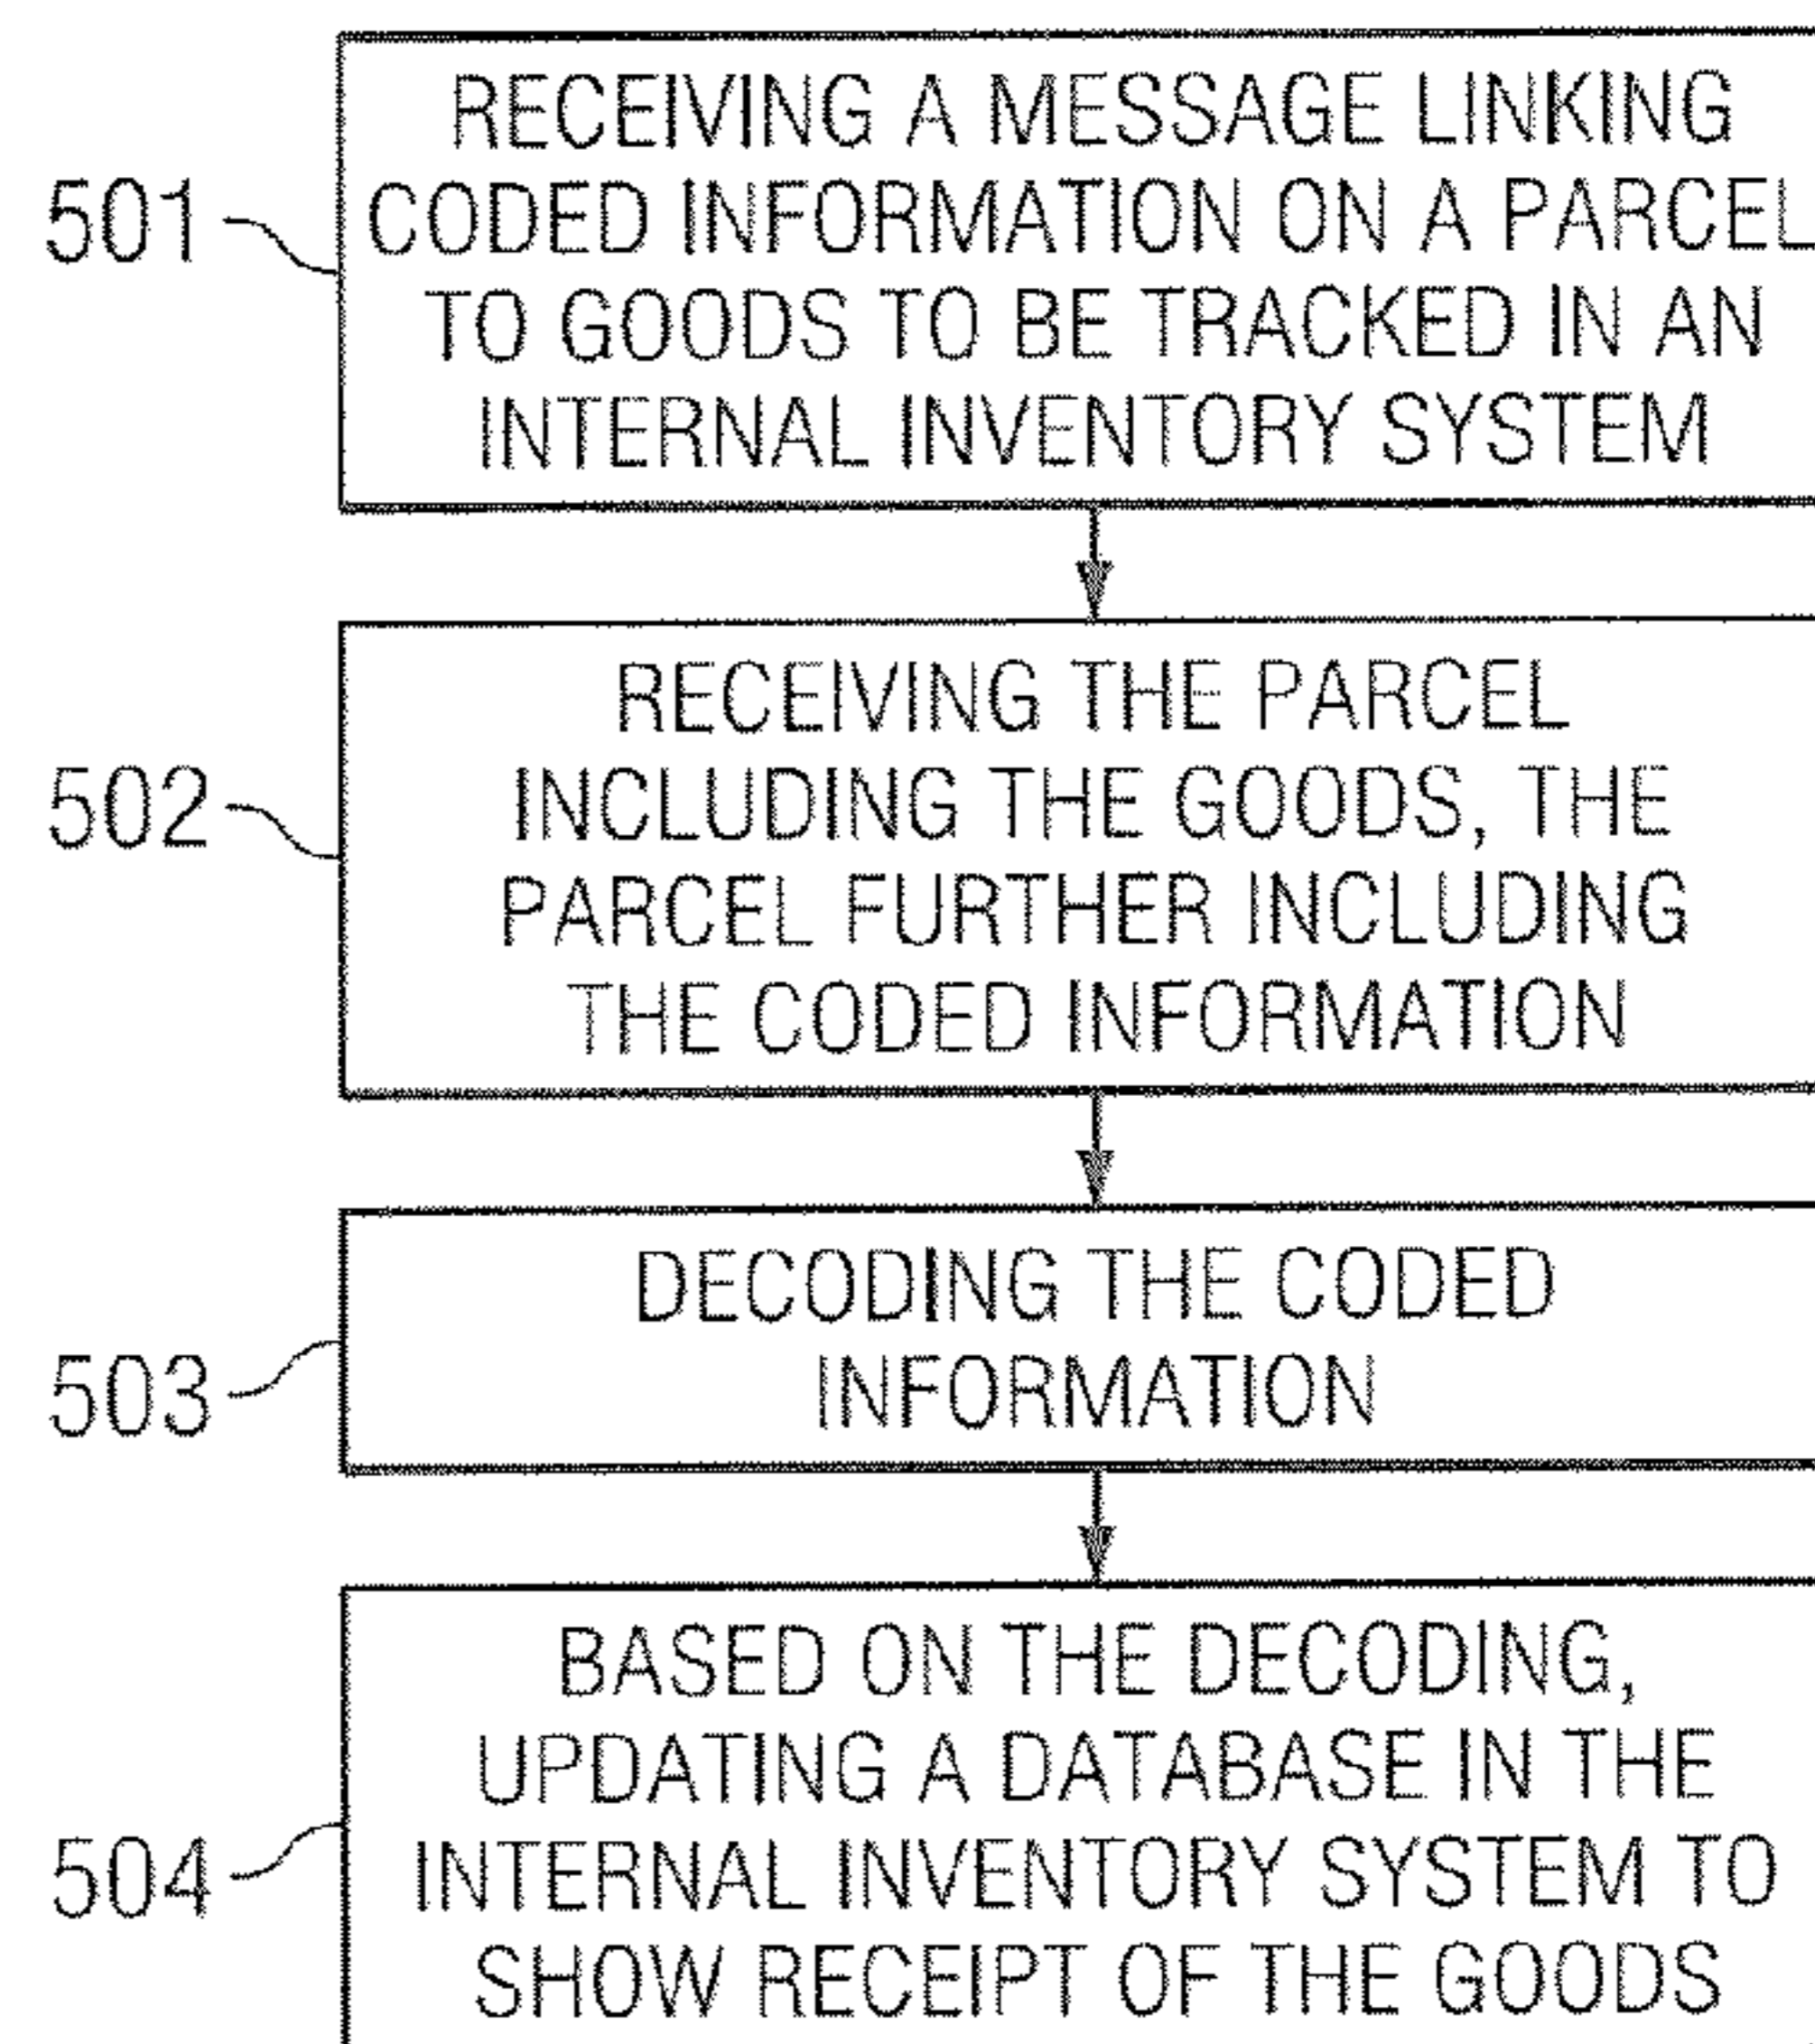 RECEIVING A MESSAGE LINKING
501 CODED INFORMATION ON A PARCEL
TO GOODS TO BE TRACKED IN AN
INTERNAL INVENTORY SYSTEM
RECEIVING THE PARCEL
502 INCLUDING THE GOODS, THE
PARCEL FURTHER INCLUDING
THE CODED INFORMATION
DECODING THE CODED
503 INFORMATION
BASED ON THE DECODING,
UPDATING A DATABASE IN THE
504 INTERNAL INVENTORY SYSTEM TO
SHOW RECEIPT OF THE GOODS